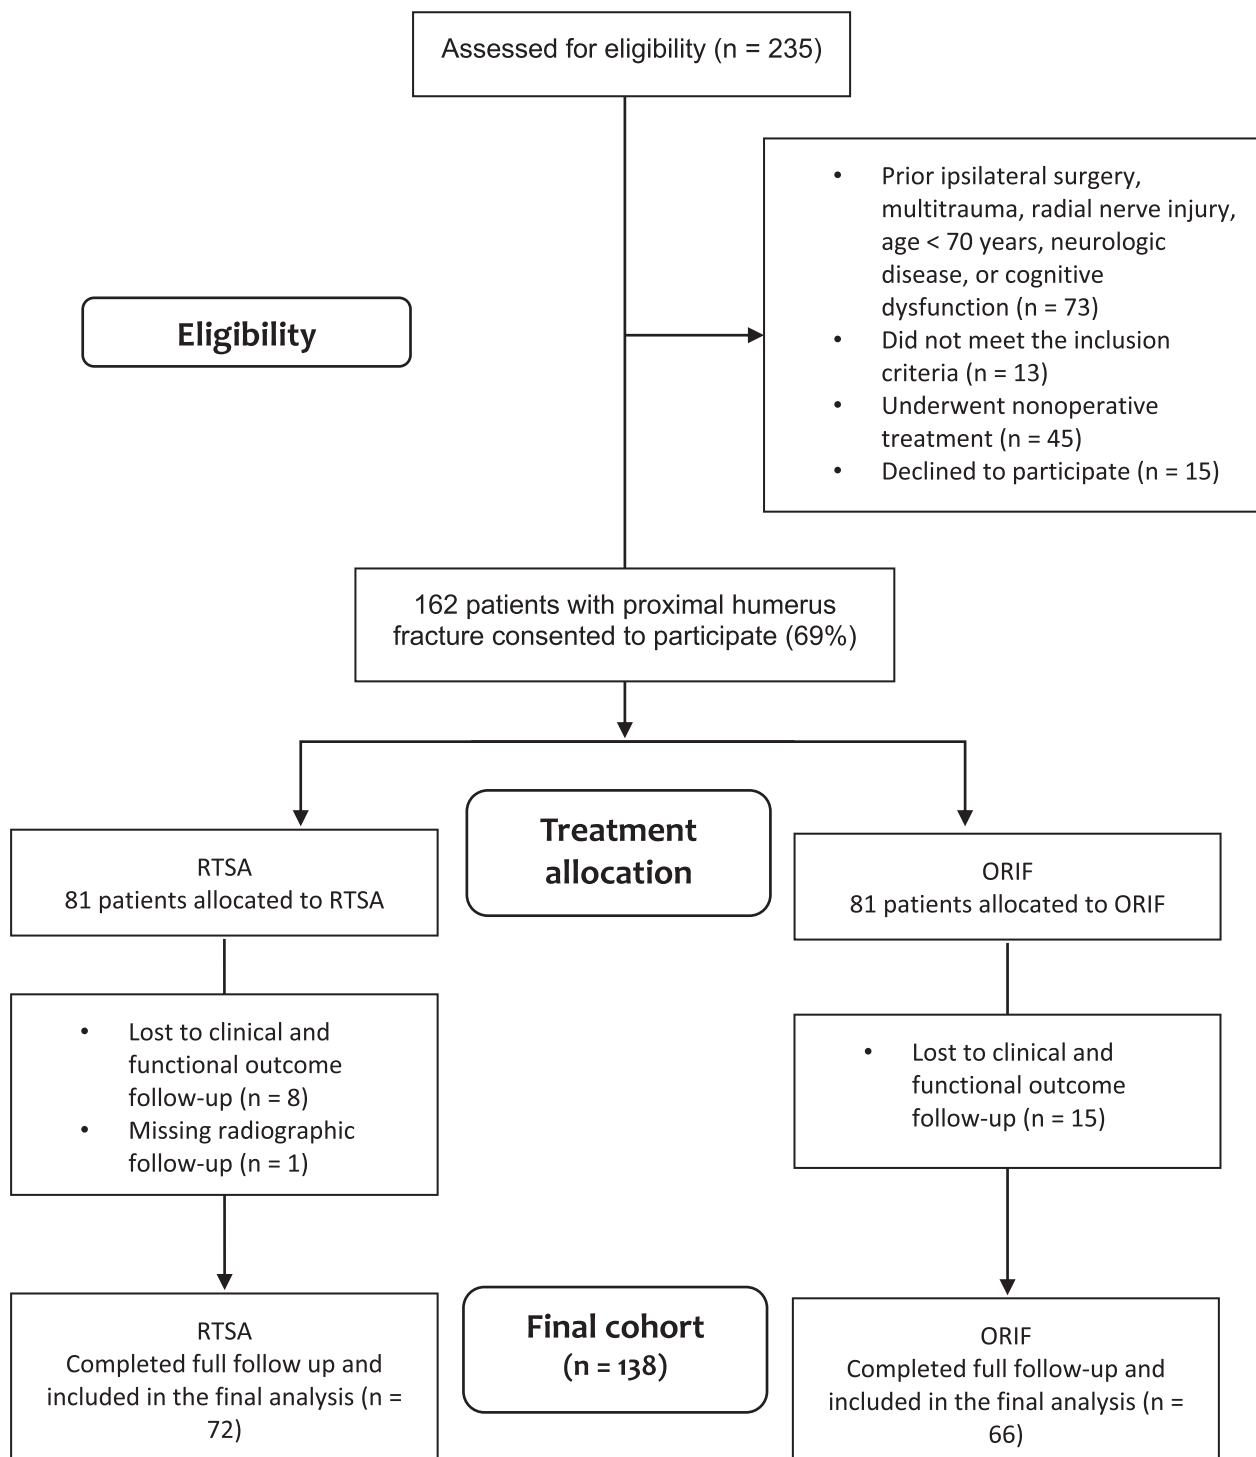 Assessed for eligibility (n = 235)
• Prior ipsilateral surgery,
multitrauma, radial nerve injury,
age < 70 years, neurologic
disease, or cognitive
dysfunction (n = 73)
• Did not meet the inclusion
criteria (n = 13)
• Underwent nonoperative
treatment (n = 45)
• Declined to participate (n = 15)
Eligibility
162 patients with proximal humerus
fracture consented to participate (69%)
Treatment
allocation
RTSA
81 patients allocated to RTSA
ORIF
81 patients allocated to ORIF
• Lost to clinical and
functional outcome
follow-up (n = 8)
• Missing radiographic
follow-up (n = 1)
• Lost to clinical and
functional outcome
follow-up (n = 15)
RTSA
Completed full follow up and
included in the final analysis (n =
72)
Final cohort
(n = 138)
ORIF
Completed full follow-up and
included in the final analysis (n =
66)